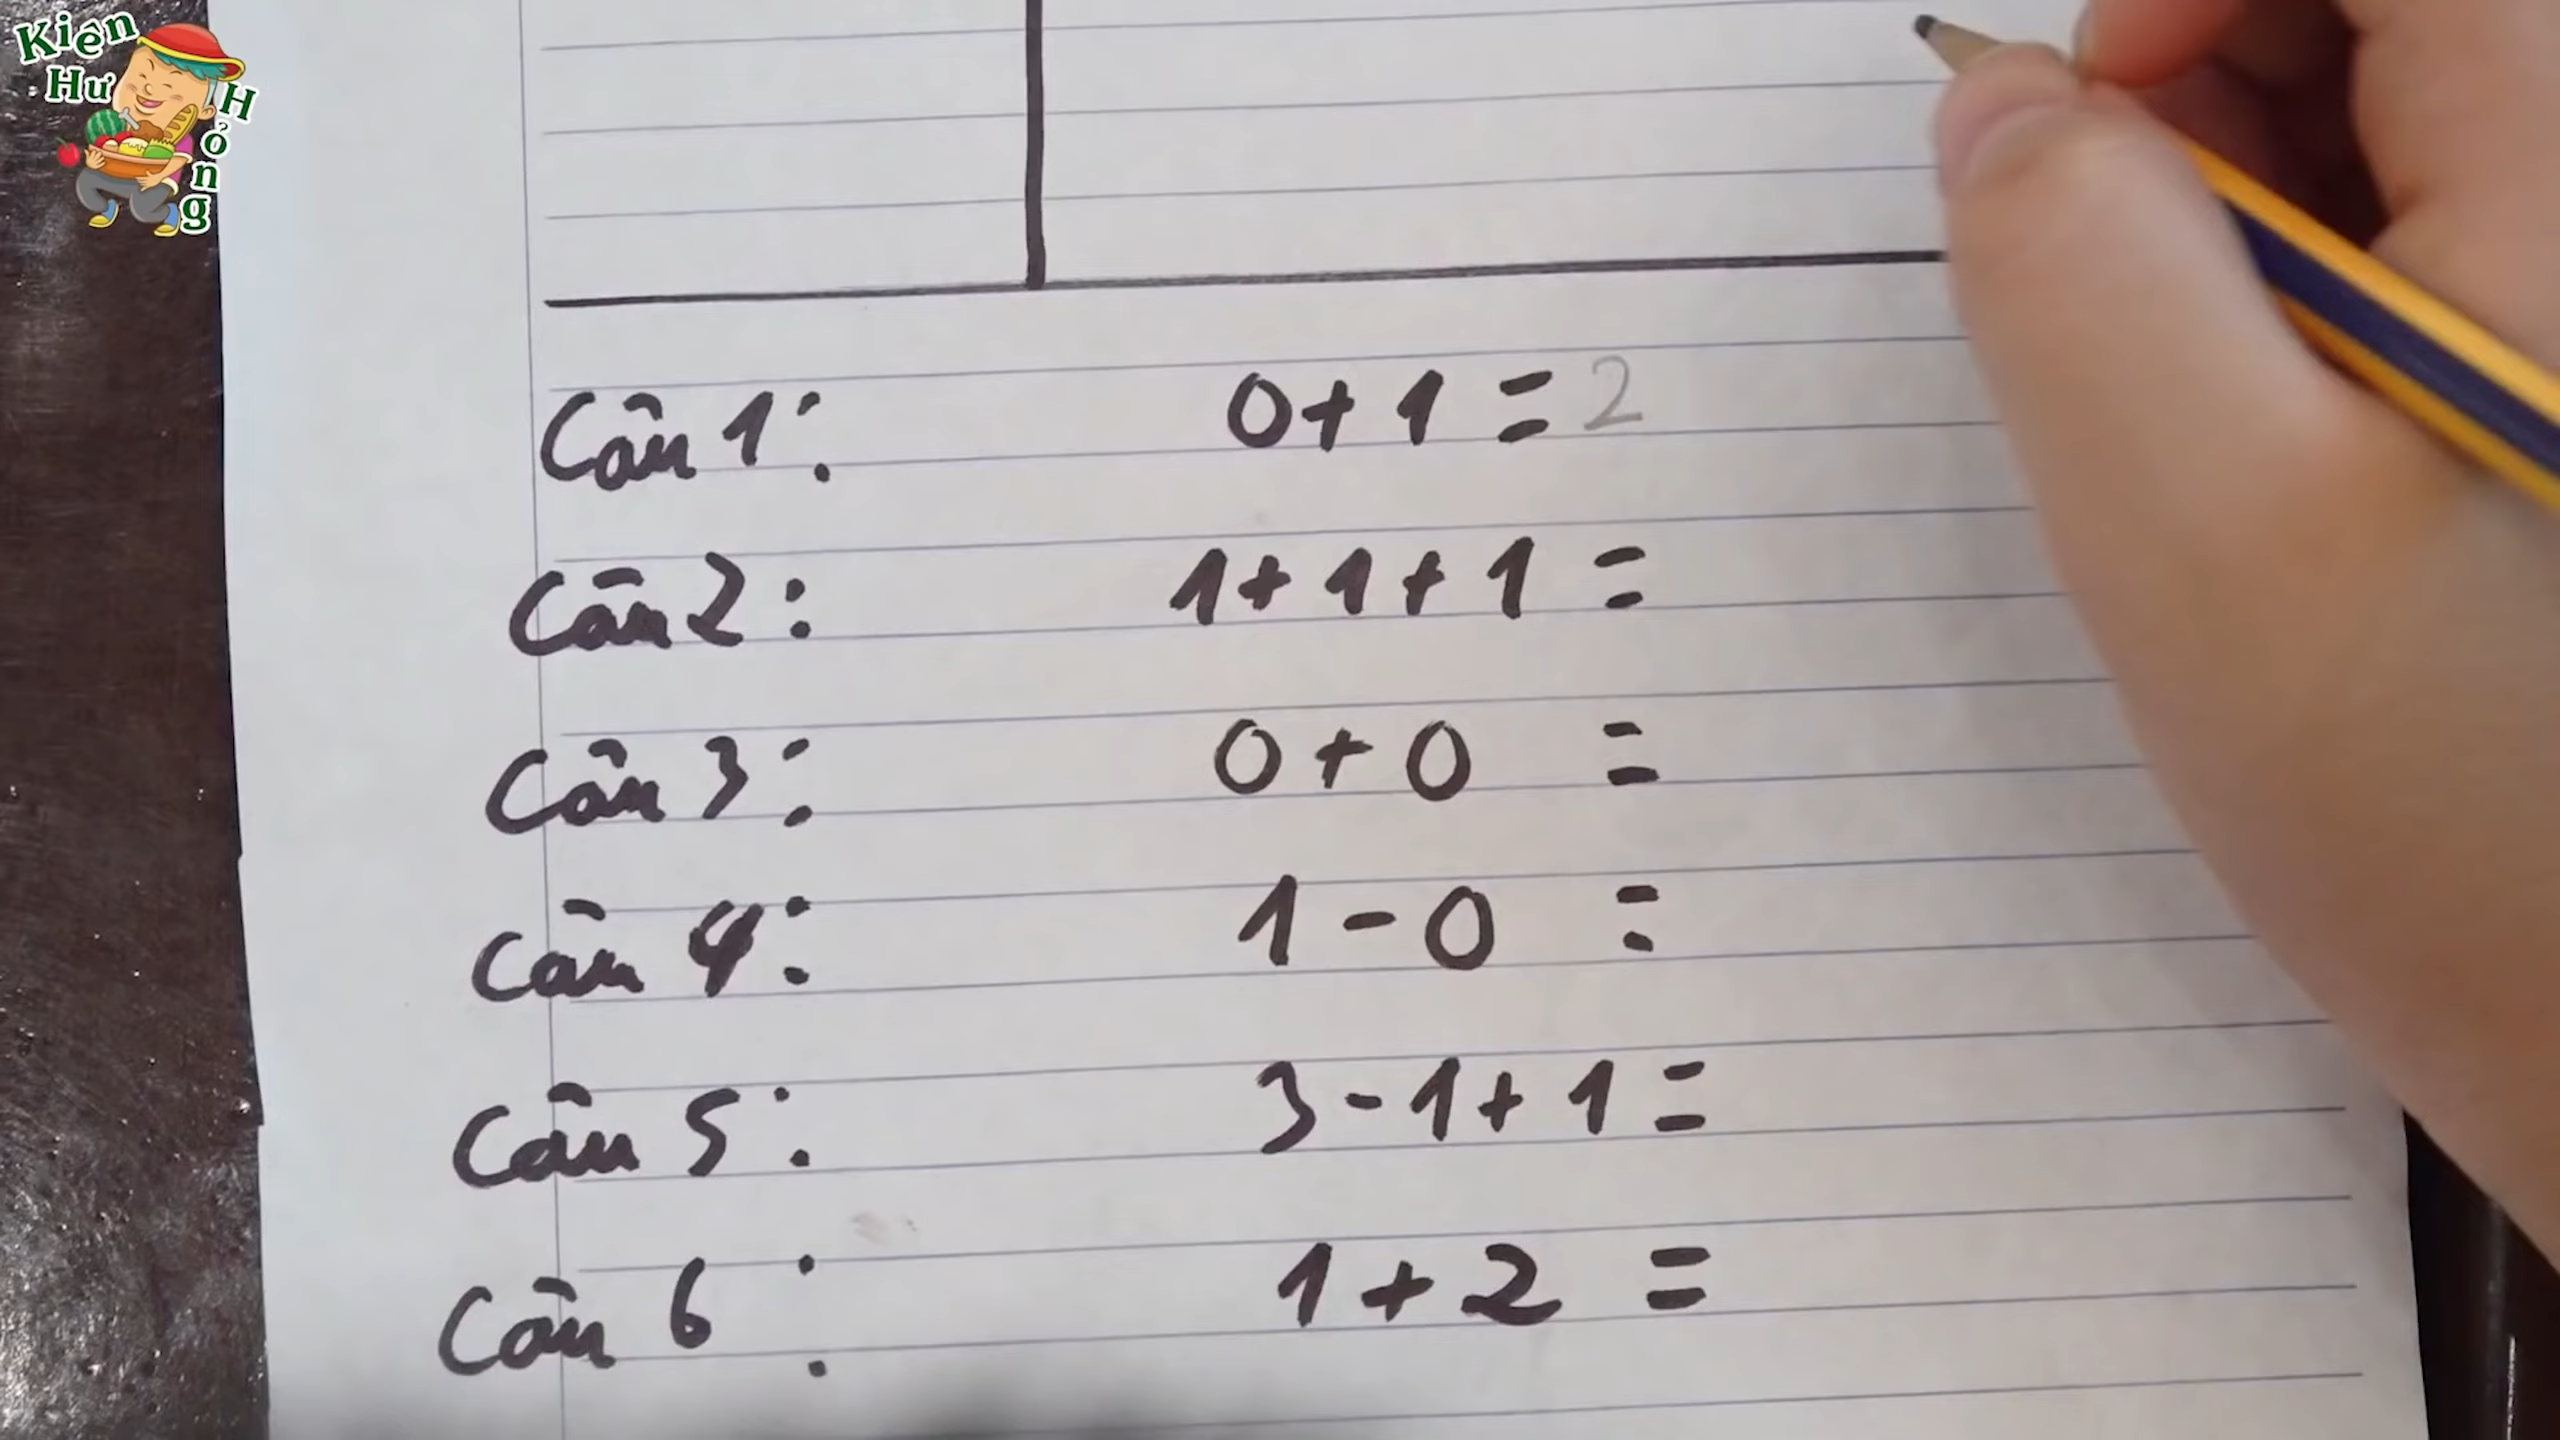 Kiên
Hư
Hỏng
Câu 1: 0 + 1 = 2
Câu 2: 1 + 1 + 1 =
Câu 3: 0 + 0 =
Câu 4: 1 - 0 =
Câu 5: 3 - 1 + 1 =
Câu 6: 1 + 2 =